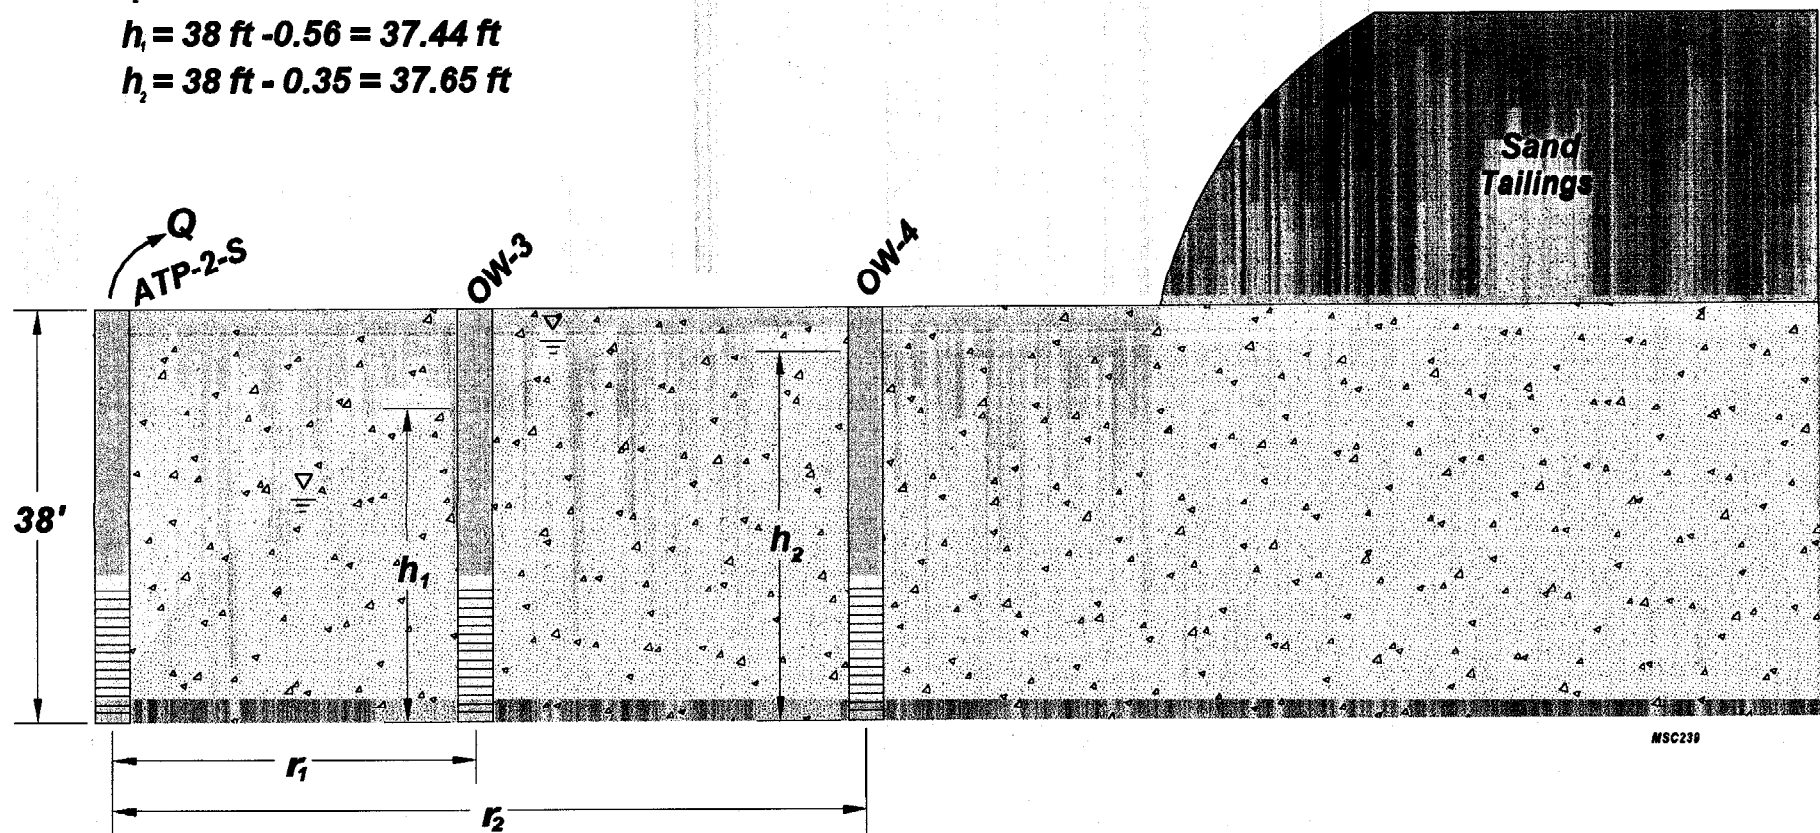 h₁ = 38 ft -0.56 = 37.44 ft
h₂ = 38 ft - 0.35 = 37.65 ft
Sand
Tailings
Q
ATP-2-S
OW-3
OW-4
38'
h₁
h₂
MSC239
r₁
r₂